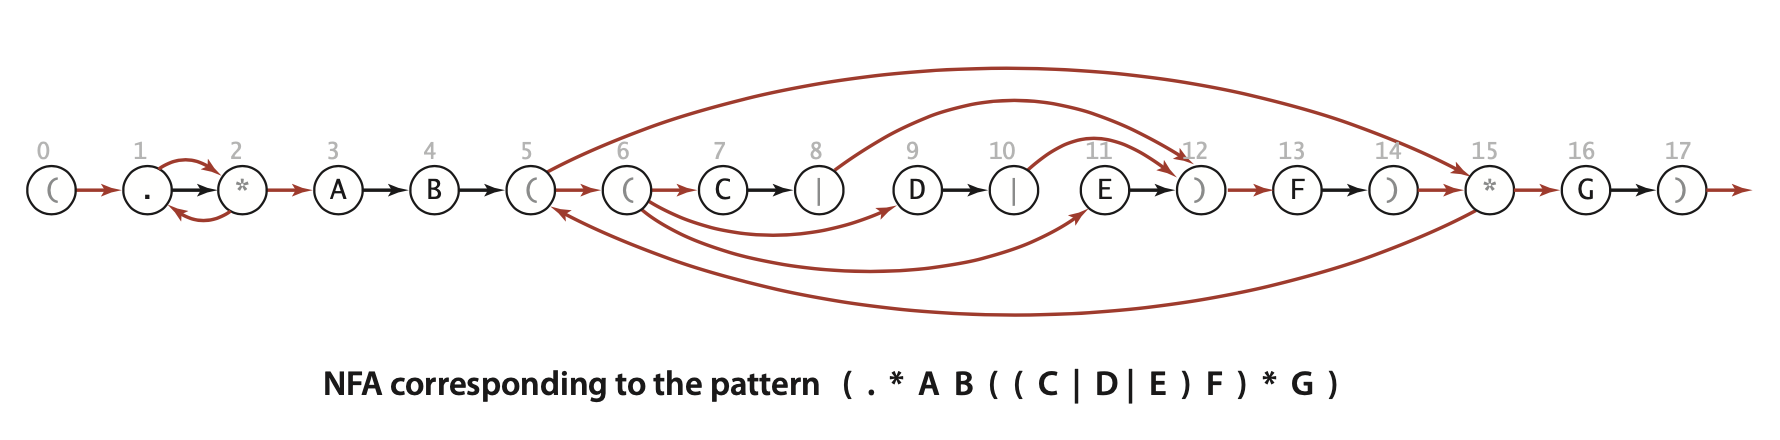 0 1 2 3 4 5 6 7 8 9 10 11 12 13 14 15 16 17
( . * A B ( ( C | D | E ) F ) * G )
NFA corresponding to the pattern ( . * A B ( ( C | D | E ) F ) * G )